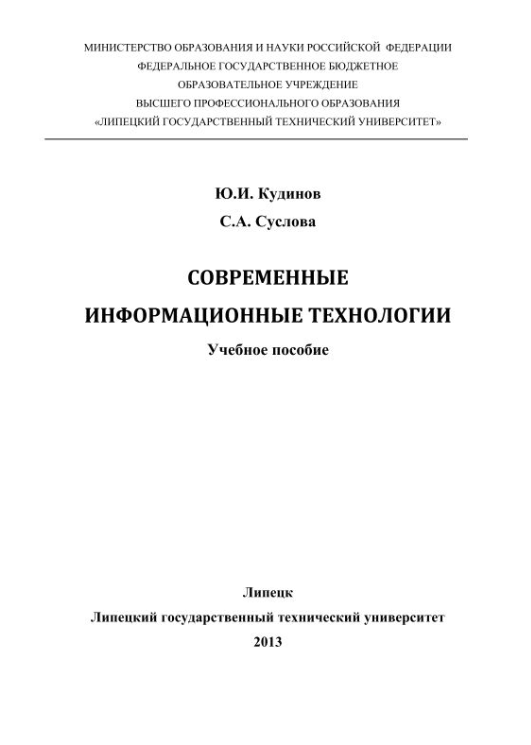 МИНИСТЕРСТВО ОБРАЗОВАНИЯ И НАУКИ РОССИЙСКОЙ ФЕДЕРАЦИИ
ФЕДЕРАЛЬНОЕ ГОСУДАРСТВЕННОЕ БЮДЖЕТНОЕ
ОБРАЗОВАТЕЛЬНОЕ УЧРЕЖДЕНИЕ
ВЫСШЕГО ПРОФЕССИОНАЛЬНОГО ОБРАЗОВАНИЯ
«ЛИПЕЦКИЙ ГОСУДАРСТВЕННЫЙ ТЕХНИЧЕСКИЙ УНИВЕРСИТЕТ»
Ю.И. Кудинов
С.А. Суслова
СОВРЕМЕННЫЕ
ИНФОРМАЦИОННЫЕ ТЕХНОЛОГИИ
Учебное пособие
Липецк
Липецкий государственный технический университет
2013